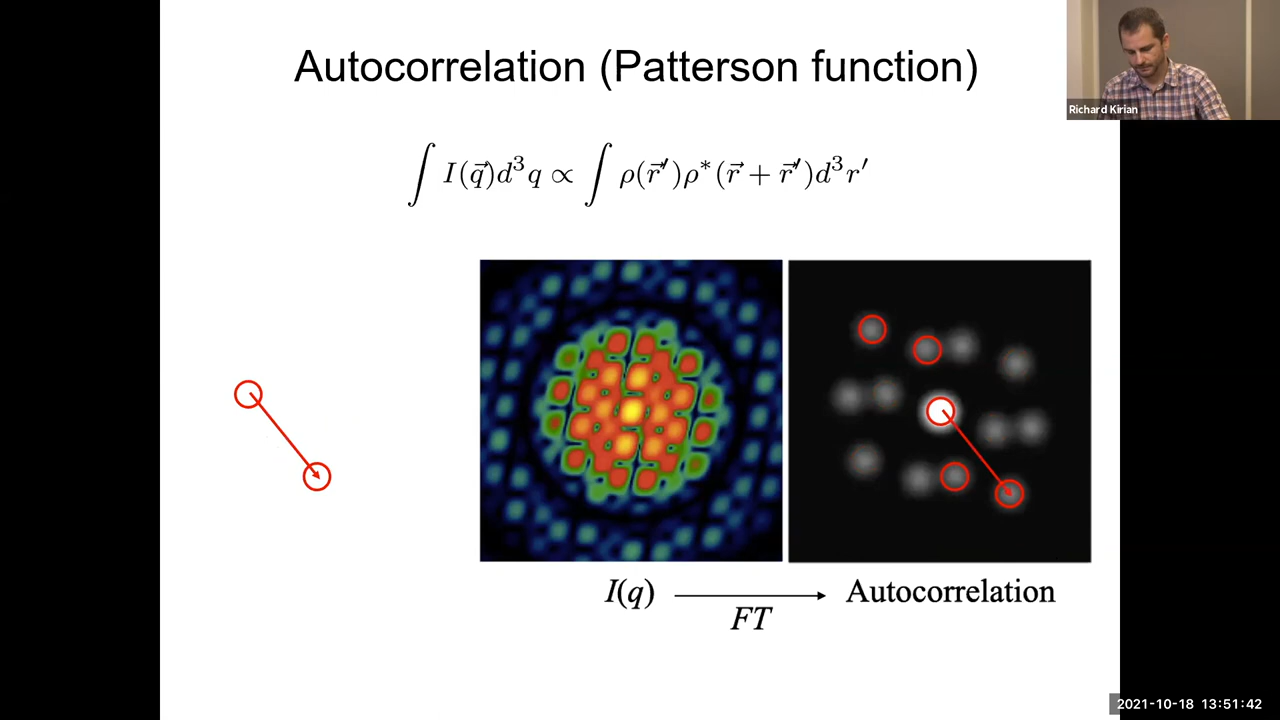 Autocorrelation (Patterson function)
Richard Kirian
∫ I(q⃗)d³q ∝ ∫ ρ(r⃗′)ρ*(r⃗ + r⃗′)d³r′
I(q) Autocorrelation
FT
2021-10-18 13:51:42